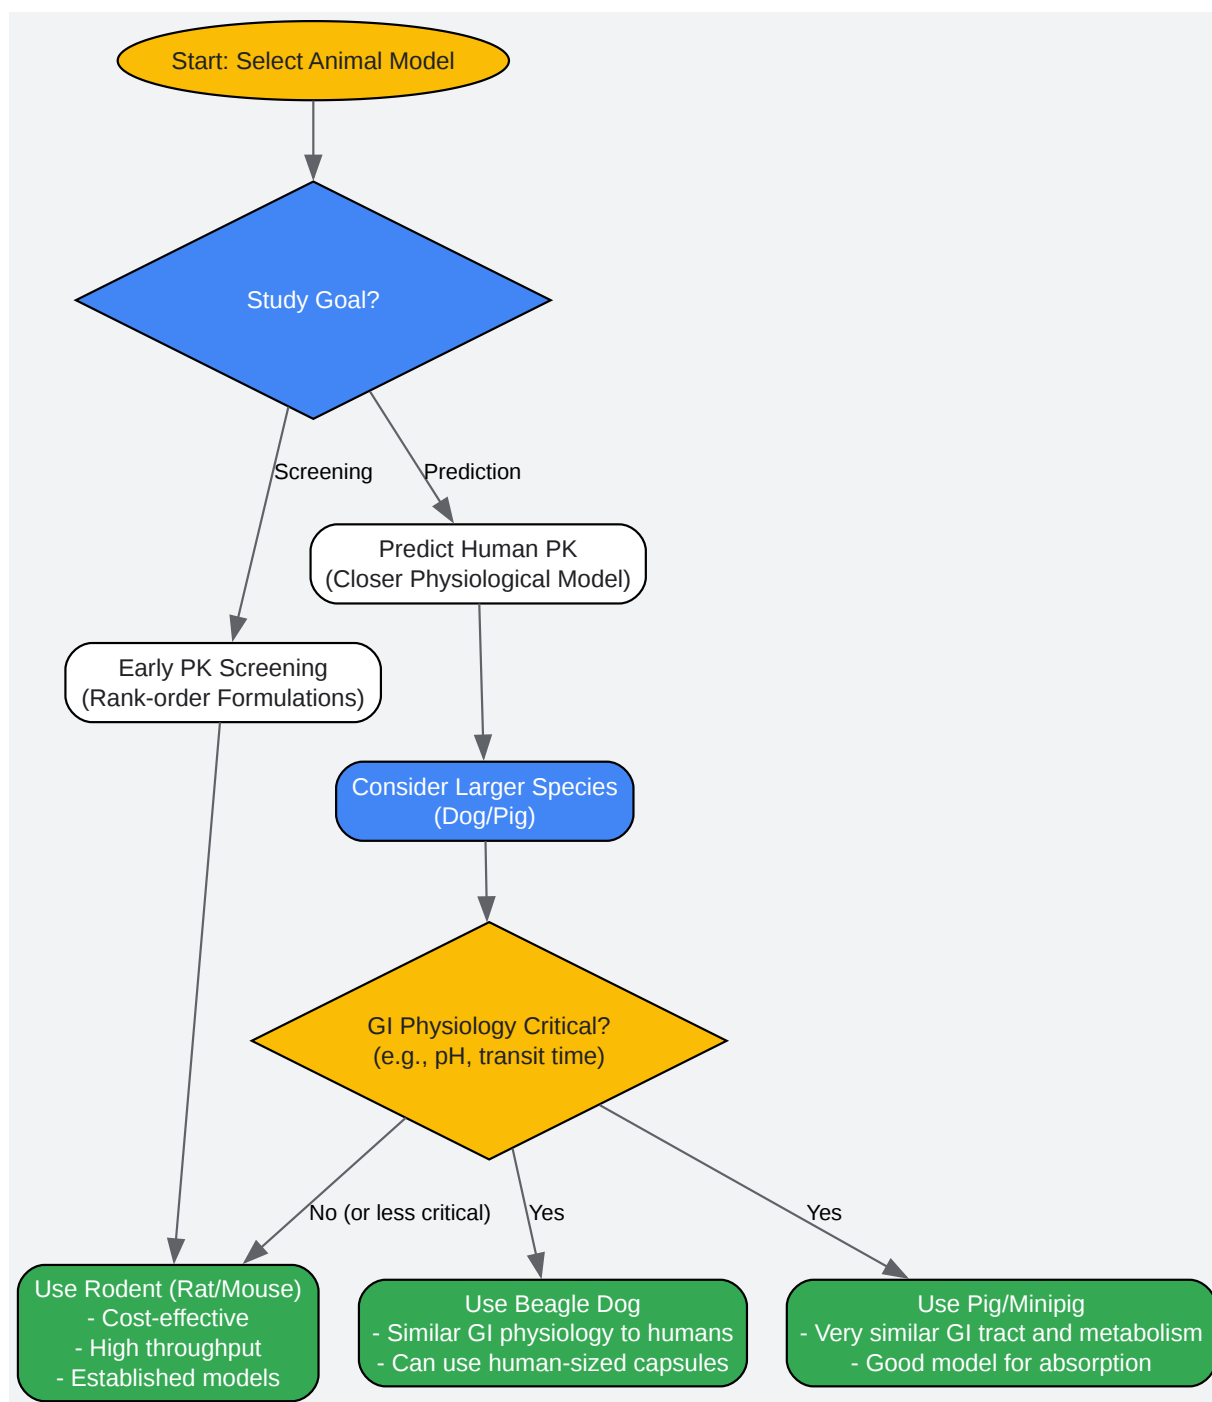 Start: Select Animal Model
Study Goal?
Screening
Prediction
Predict Human PK
(Closer Physiological Model)
Early PK Screening
(Rank-order Formulations)
Consider Larger Species
(Dog/Pig)
GI Physiology Critical?
(e.g., pH, transit time)
No (or less critical)
Yes
Yes
Use Rodent (Rat/Mouse)
- Cost-effective
- High throughput
- Established models
Use Beagle Dog
- Similar GI physiology to humans
- Can use human-sized capsules
Use Pig/Minipig
- Very similar GI tract and metabolism
- Good model for absorption